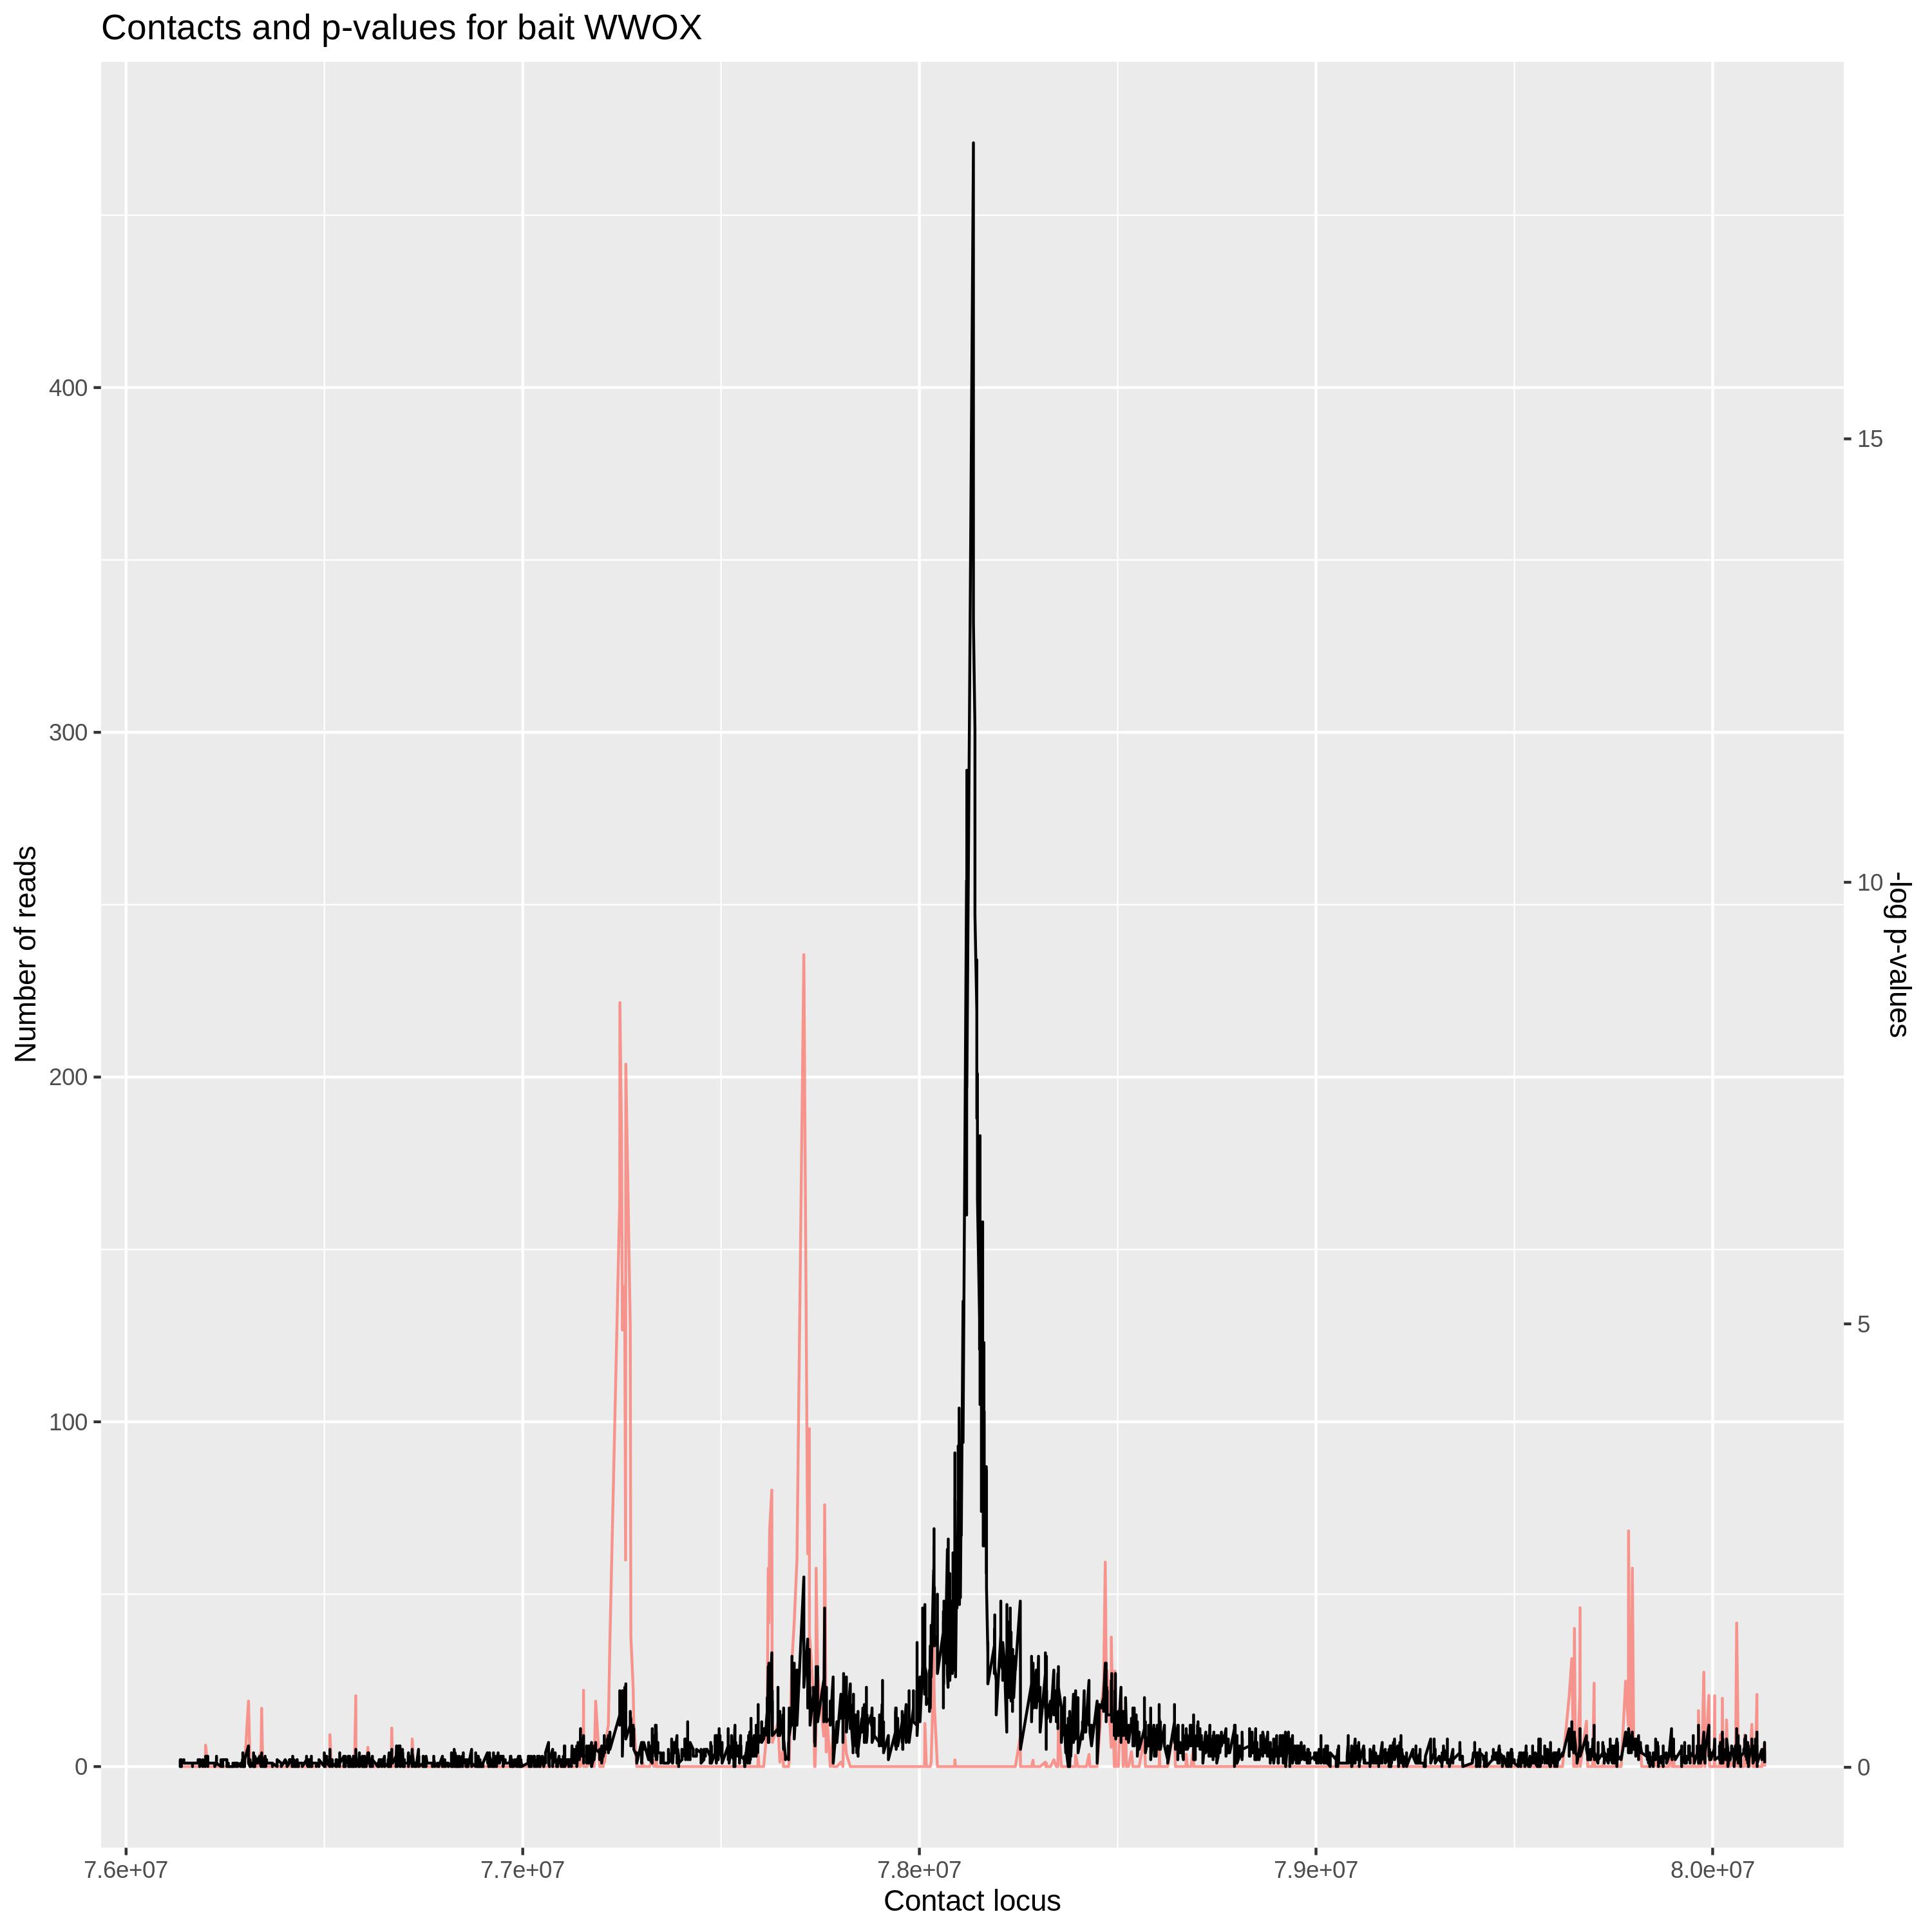 Contacts and p-values for bait WWOX
Number of reads
400
300
200
100
0
15
10
5
0
-log p-values
7.6e+07 7.7e+07 7.8e+07 7.9e+07 8.0e+07
Contact locus